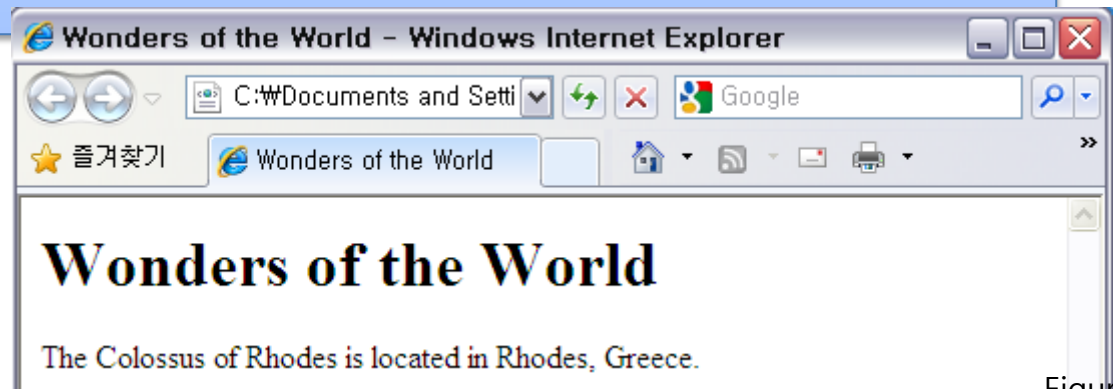 Wonders of the World - Windows Internet Explorer
C:₩Documents and Setti
Google
즐겨찾기
Wonders of the World
»
Wonders of the World
The Colossus of Rhodes is located in Rhodes, Greece.